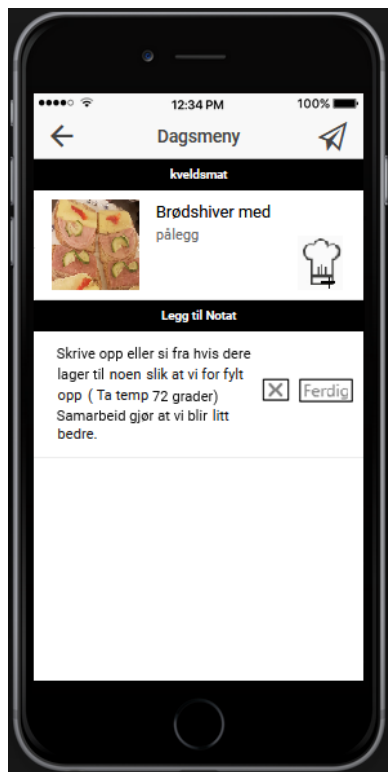 12:34 PM
100%
Dagsmeny
kveldsmat
Brødshiver med
pålegg
Legg til Notat
Skrive opp eller si fra hvis dere
lager til noen slik at vi for fylt
opp ( Ta temp 72 grader)
Samarbeid gjør at vi blir litt
bedre.
Ferdig